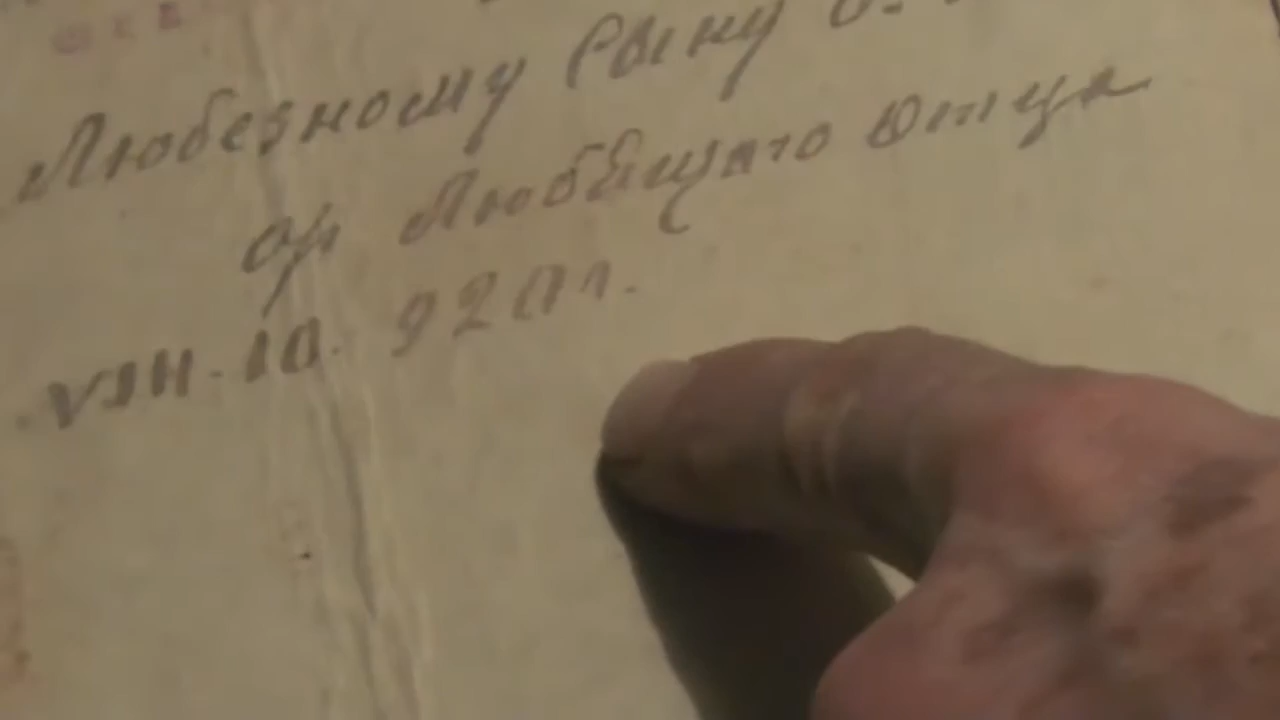 Любезному Сыну О.
от Любящаго Отца
VIII. 10. 920 г.